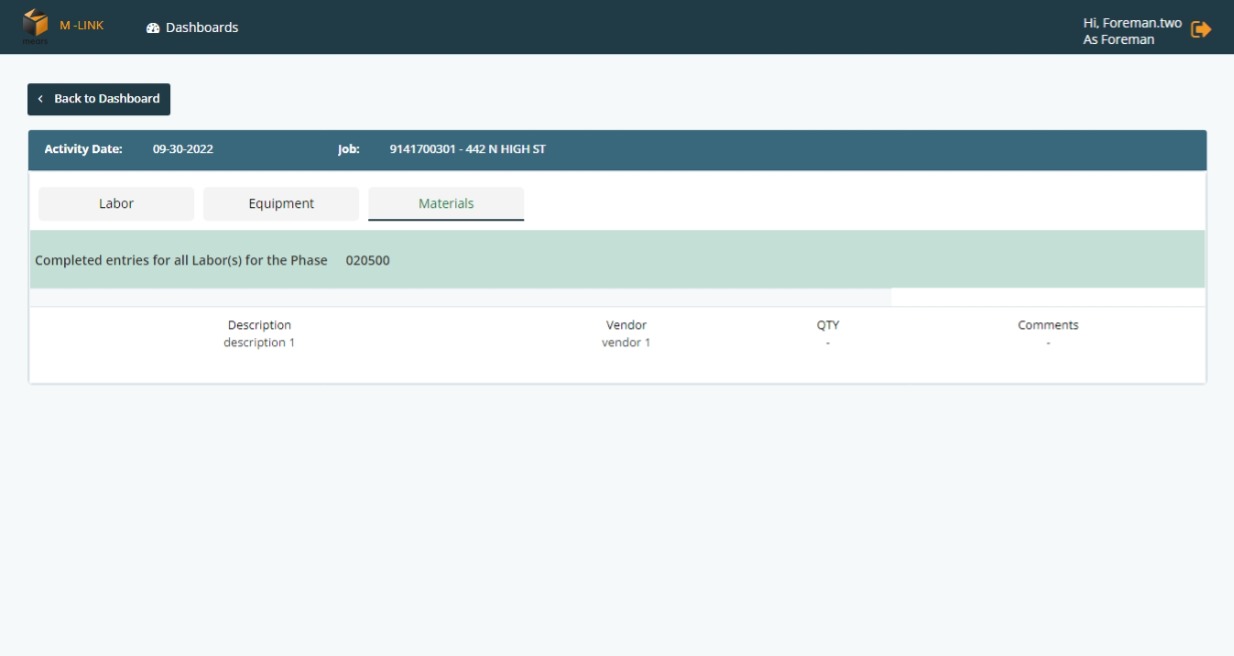 M -LINK
Dashboards
Hi, Foreman.two
As Foreman
mears
Back to Dashboard
Activity Date: 09-30-2022 Job: 9141700301 - 442 N HIGH ST
Labor Equipment Materials
Completed entries for all Labor(s) for the Phase 020500
Description Vendor QTY Comments
description 1 vendor 1 - -